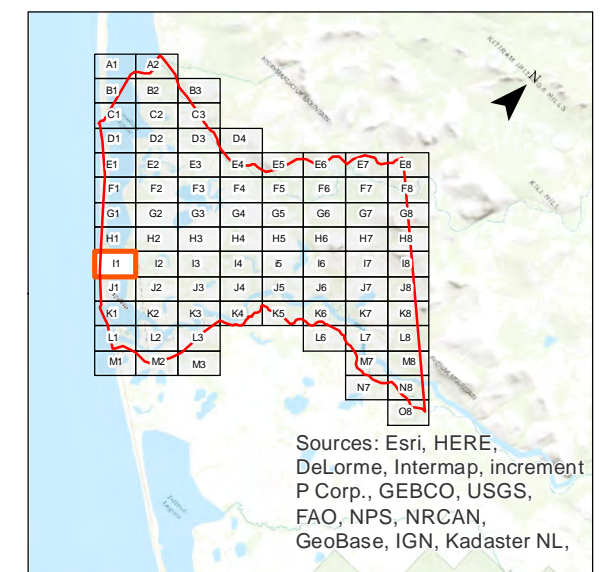 KITIRAM IPIENGA HILLS
N
KILI HILL
A1 A2
B1 B2 B3
C1 C2 C3
D1 D2 D3 D4
E1 E2 E3 E4 E5 E6 E7 E8
F1 F2 F3 F4 F5 F6 F7 F8
G1 G2 G3 G4 G5 G6 G7 G8
H1 H2 H3 H4 H5 H6 H7 H8
I1 I2 I3 I4 i5 I6 I7 I8
J1 J2 J3 J4 J5 J6 J7 J8
K1 K2 K3 K4 K5 K6 K7 K8
L1 L2 L3 L6 L7 L8
M1 M2 M3 M7 M8
N7 N8
O8
Sources: Esri, HERE,
DeLorme, Intermap, increment
P Corp., GEBCO, USGS,
FAO, NPS, NRCAN,
GeoBase, IGN, Kadaster NL,